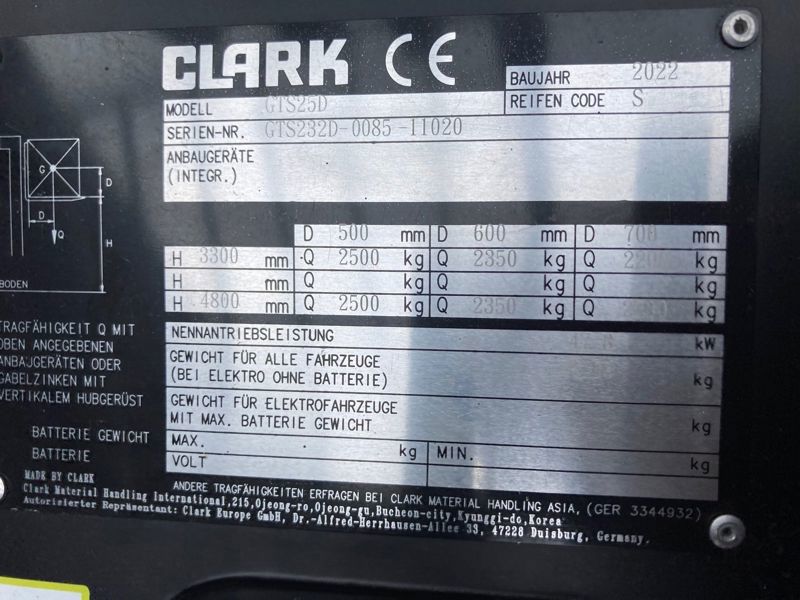 CLARK CE
BAUJAHR 2022
MODELL GTS25D
REIFEN CODE S
SERIEN-NR. GTS232D-0085-11020
ANBAUGERÄTE
(INTEGR.)
G
D
D
Q
H
BODEN
D 500 mm D 600 mm D 700 mm
H 3300 mm Q 2500 kg Q 2350 kg Q kg
H mm Q kg Q kg Q kg
H 4800 mm Q 2500 kg Q 2350 kg Q kg
TRAGFÄHIGKEIT Q MIT
OBEN ANGEGEBENEN
ANBAUGERÄTEN ODER
GABELZINKEN MIT
VERTIKALEM HUBGERÜST
NENNANTRIEBSLEISTUNG kW
GEWICHT FÜR ALLE FAHRZEUGE
(BEI ELEKTRO OHNE BATTERIE) kg
GEWICHT FÜR ELEKTROFAHRZEUGE
MIT MAX. BATTERIE GEWICHT kg
BATTERIE GEWICHT MAX. kg MIN. kg
BATTERIE VOLT
MADE BY CLARK
ANDERE TRAGFÄHIGKEITEN ERFRAGEN BEI CLARK MATERIAL HANDLING ASIA, (GER 3344932)
Clark Material Handling International, 215, Ojeong-ro, Ojeong-gu, Bucheon-city, Kyunggi-do, Korea
Autorisierter Repräsentant: Clark Europe GmbH, Dr.-Alfred-Herrhausen-Allee 33, 47228 Duisburg, Germany.